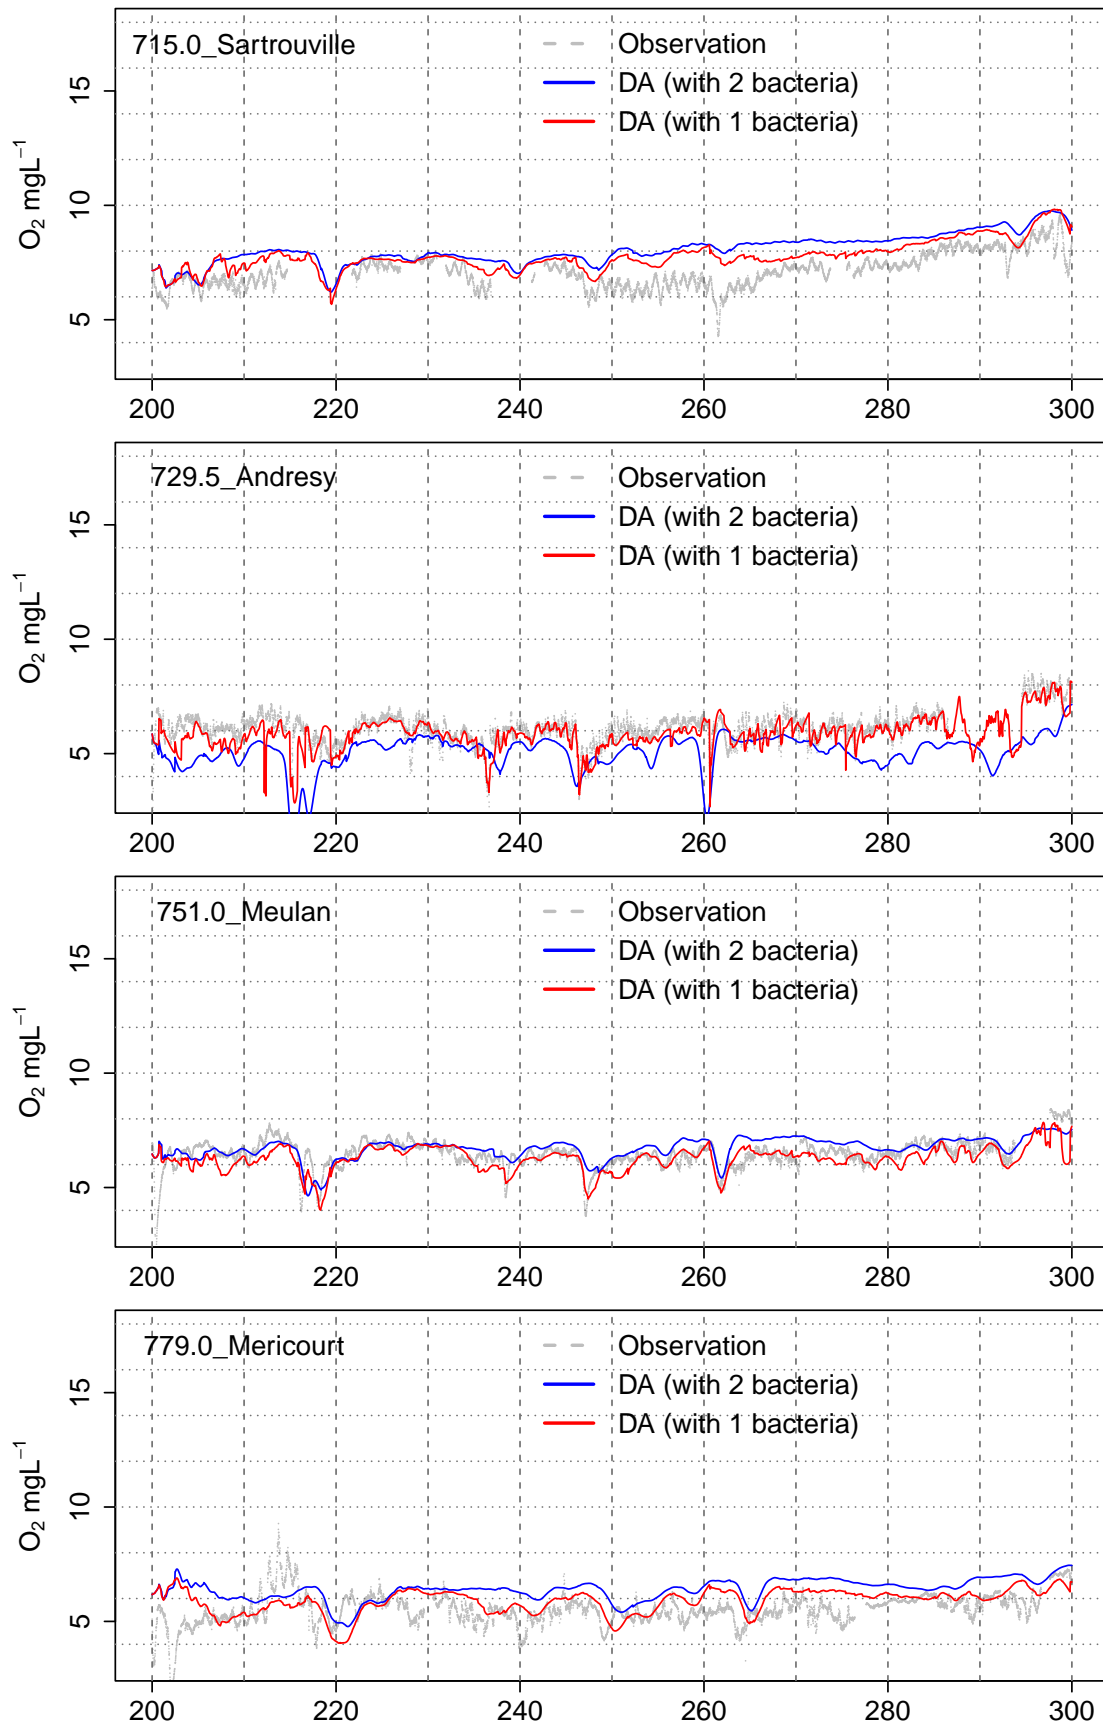 715.0_Sartrouville
Observation
DA (with 2 bacteria)
DA (with 1 bacteria)
O₂ mgL⁻¹
15
10
5
200 220 240 260 280 300
729.5_Andresy
Observation
DA (with 2 bacteria)
DA (with 1 bacteria)
O₂ mgL⁻¹
15
10
5
200 220 240 260 280 300
751.0_Meulan
Observation
DA (with 2 bacteria)
DA (with 1 bacteria)
O₂ mgL⁻¹
15
10
5
200 220 240 260 280 300
779.0_Mericourt
Observation
DA (with 2 bacteria)
DA (with 1 bacteria)
O₂ mgL⁻¹
15
10
5
200 220 240 260 280 300